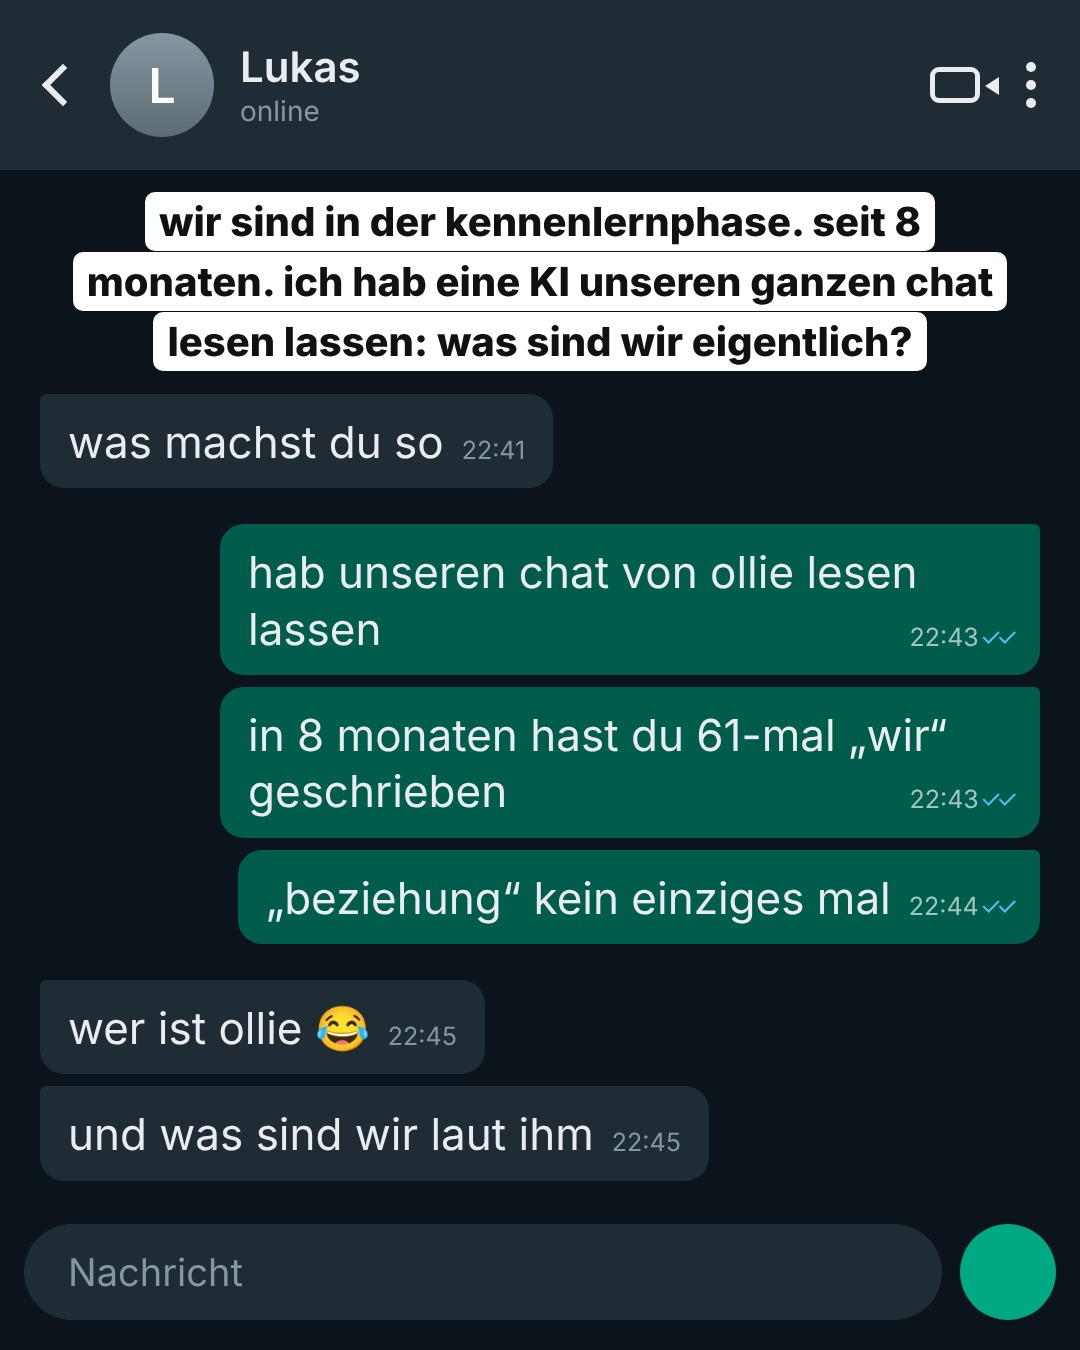 L
Lukas
online
wir sind in der kennenlernphase. seit 8
monaten. ich hab eine KI unseren ganzen chat
lesen lassen: was sind wir eigentlich?
was machst du so 22:41
hab unseren chat von ollie lesen
lassen 22:43
in 8 monaten hast du 61-mal „wir“
geschrieben 22:43
„beziehung“ kein einziges mal 22:44
wer ist ollie 😂 22:45
und was sind wir laut ihm 22:45
Nachricht